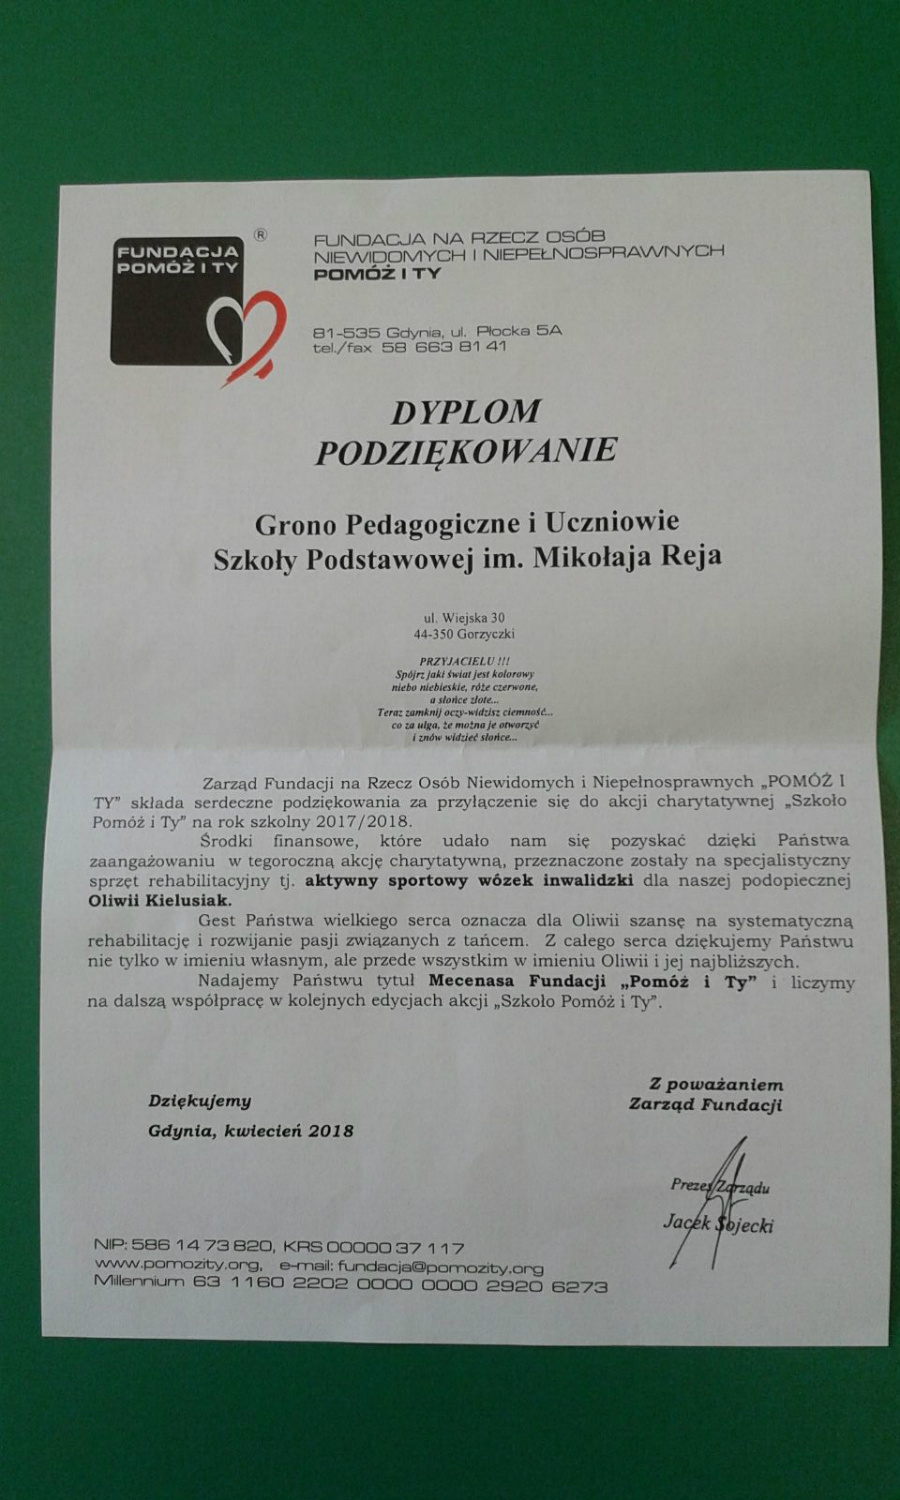 FUNDACJA
POMÓŻ I TY
®
FUNDACJA NA RZECZ OSÓB
NIEWIDOMYCH I NIEPEŁNOSPRAWNYCH
POMÓŻ I TY
81-535 Gdynia, ul. Płocka 5A
tel./fax 58 663 81 41
DYPLOM
PODZIĘKOWANIE
Grono Pedagogiczne i Uczniowie
Szkoły Podstawowej im. Mikołaja Reja
ul. Wiejska 30
44-350 Gorzyczki
PRZYJACIELU !!!
Spójrz jaki świat jest kolorowy
niebo niebieskie, róże czerwone,
a słońce złote...
Teraz zamknij oczy-widzisz ciemność...
co za ulga, że można je otworzyć
i znów widzieć słońce...
Zarząd Fundacji na Rzecz Osób Niewidomych i Niepełnosprawnych „POMÓŻ I
TY” składa serdeczne podziękowania za przyłączenie się do akcji charytatywnej „Szkoło
Pomóż i Ty” na rok szkolny 2017/2018.
Środki finansowe, które udało nam się pozyskać dzięki Państwa
zaangażowaniu w tegoroczną akcję charytatywną, przeznaczone zostały na specjalistyczny
sprzęt rehabilitacyjny tj. aktywny sportowy wózek inwalidzki dla naszej podopiecznej
Oliwii Kielusiak.
Gest Państwa wielkiego serca oznacza dla Oliwii szansę na systematyczną
rehabilitację i rozwijanie pasji związanych z tańcem. Z całego serca dziękujemy Państwu
nie tylko w imieniu własnym, ale przede wszystkim w imieniu Oliwii i jej najbliższych.
Nadajemy Państwu tytuł Mecenasa Fundacji „Pomóż i Ty” i liczymy
na dalszą współpracę w kolejnych edycjach akcji „Szkoło Pomóż i Ty”.
Z poważaniem
Zarząd Fundacji
Dziękujemy
Gdynia, kwiecień 2018
Prezes Zarządu
Jacek Sojecki
NIP: 586 14 73 820, KRS 00000 37 117
www.pomozity.org, e-mail: fundacja@pomozity.org
Millennium 63 1160 2202 0000 0000 2920 6273